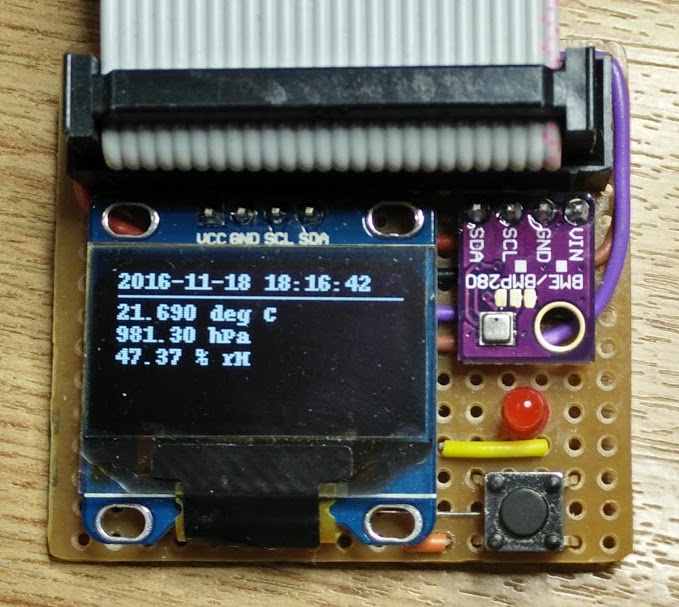 VCC GND SCL SDA
2016-11-18 18:16:42
21.690 deg C
981.30 hPa
47.37 % rH
VIN
GND
SCL
SDA
BME/BMP280